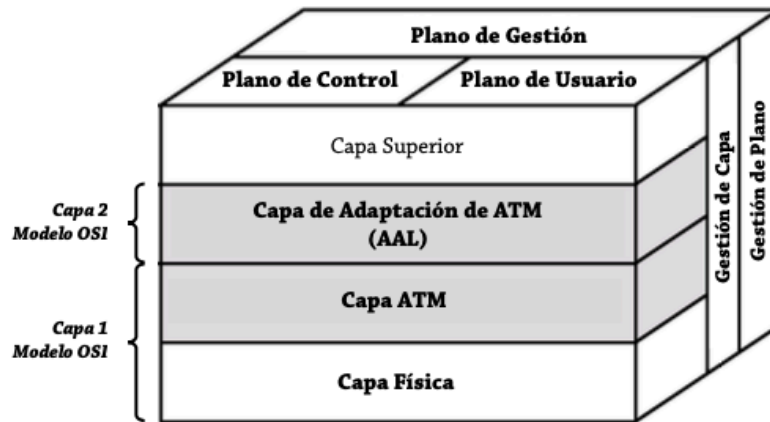 Plano de Gestión
Plano de Control
Plano de Usuario
Capa Superior
Capa 2
Modelo OSI
Capa de Adaptación de ATM
(AAL)
Capa ATM
Capa 1
Modelo OSI
Capa Física
Gestión de Capa
Gestión de Plano